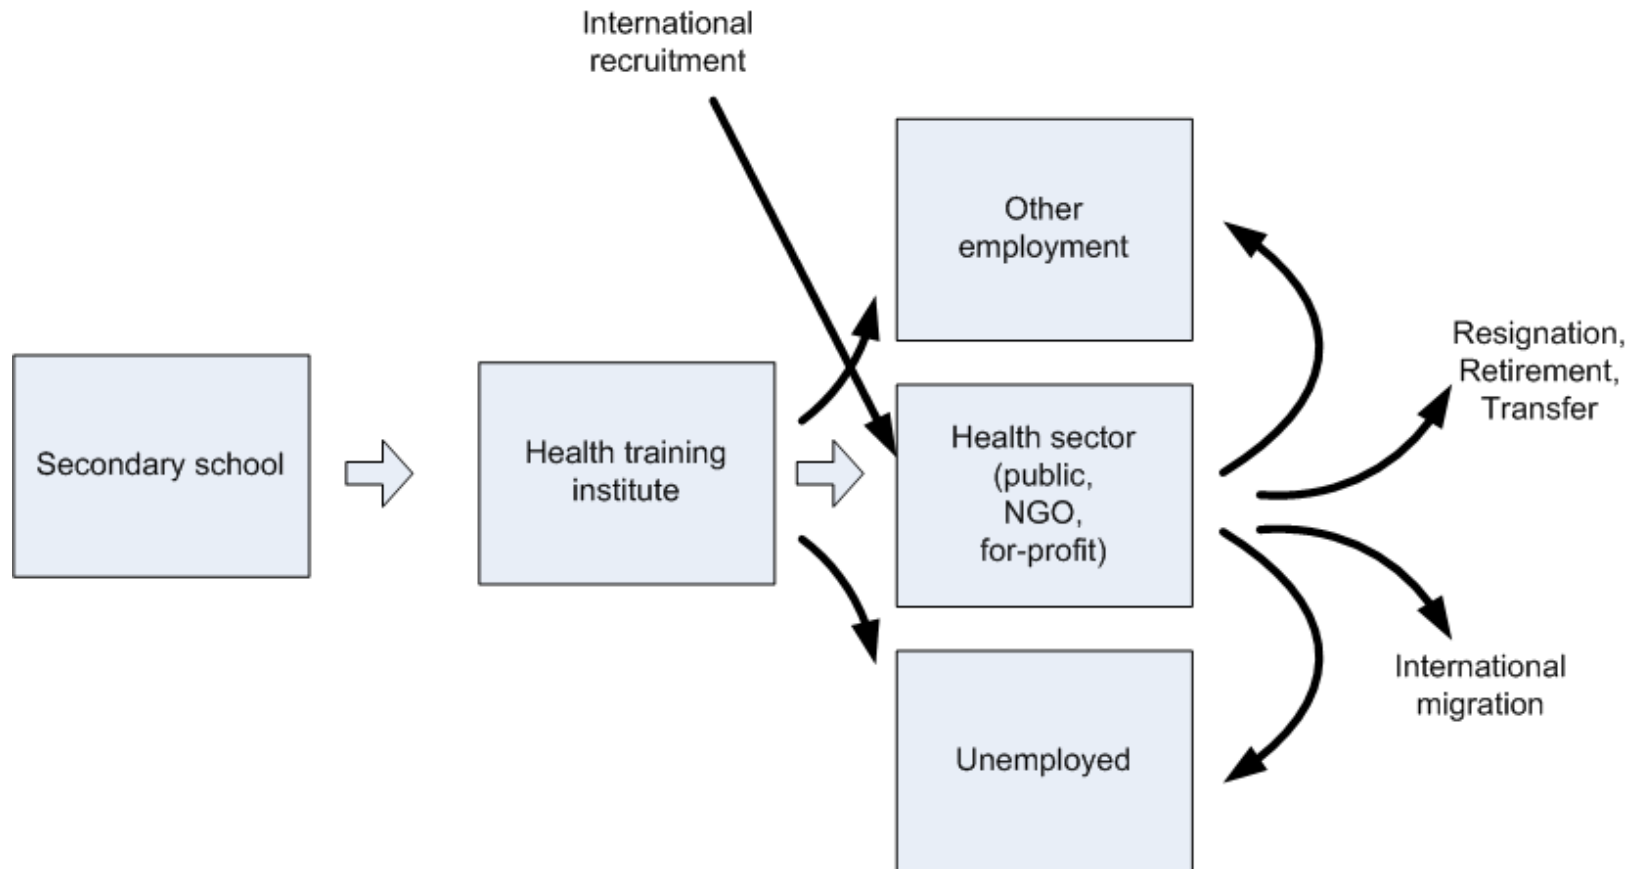 International
recruitment
Other
employment
Resignation,
Retirement,
Transfer
Secondary school
Health training
institute
Health sector
(public,
NGO,
for-profit)
International
migration
Unemployed